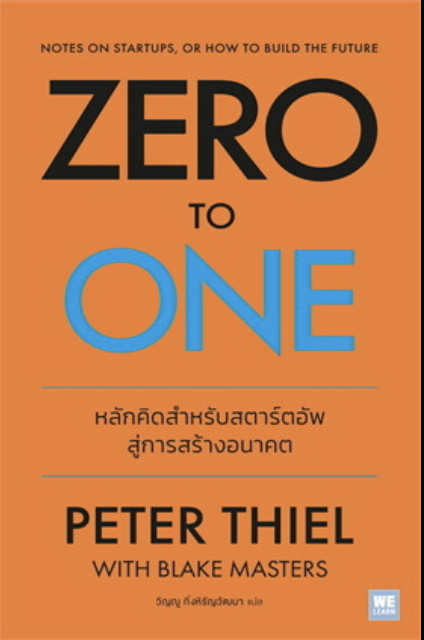 NOTES ON STARTUPS, OR HOW TO BUILD THE FUTURE
ZERO
TO
ONE
หลักคิดสำหรับสตาร์ตอัพ
สู่การสร้างอนาคต
PETER THIEL
WITH BLAKE MASTERS
วิญญู กิ่งหิรัญวัฒนา แปล
WE
LEARN